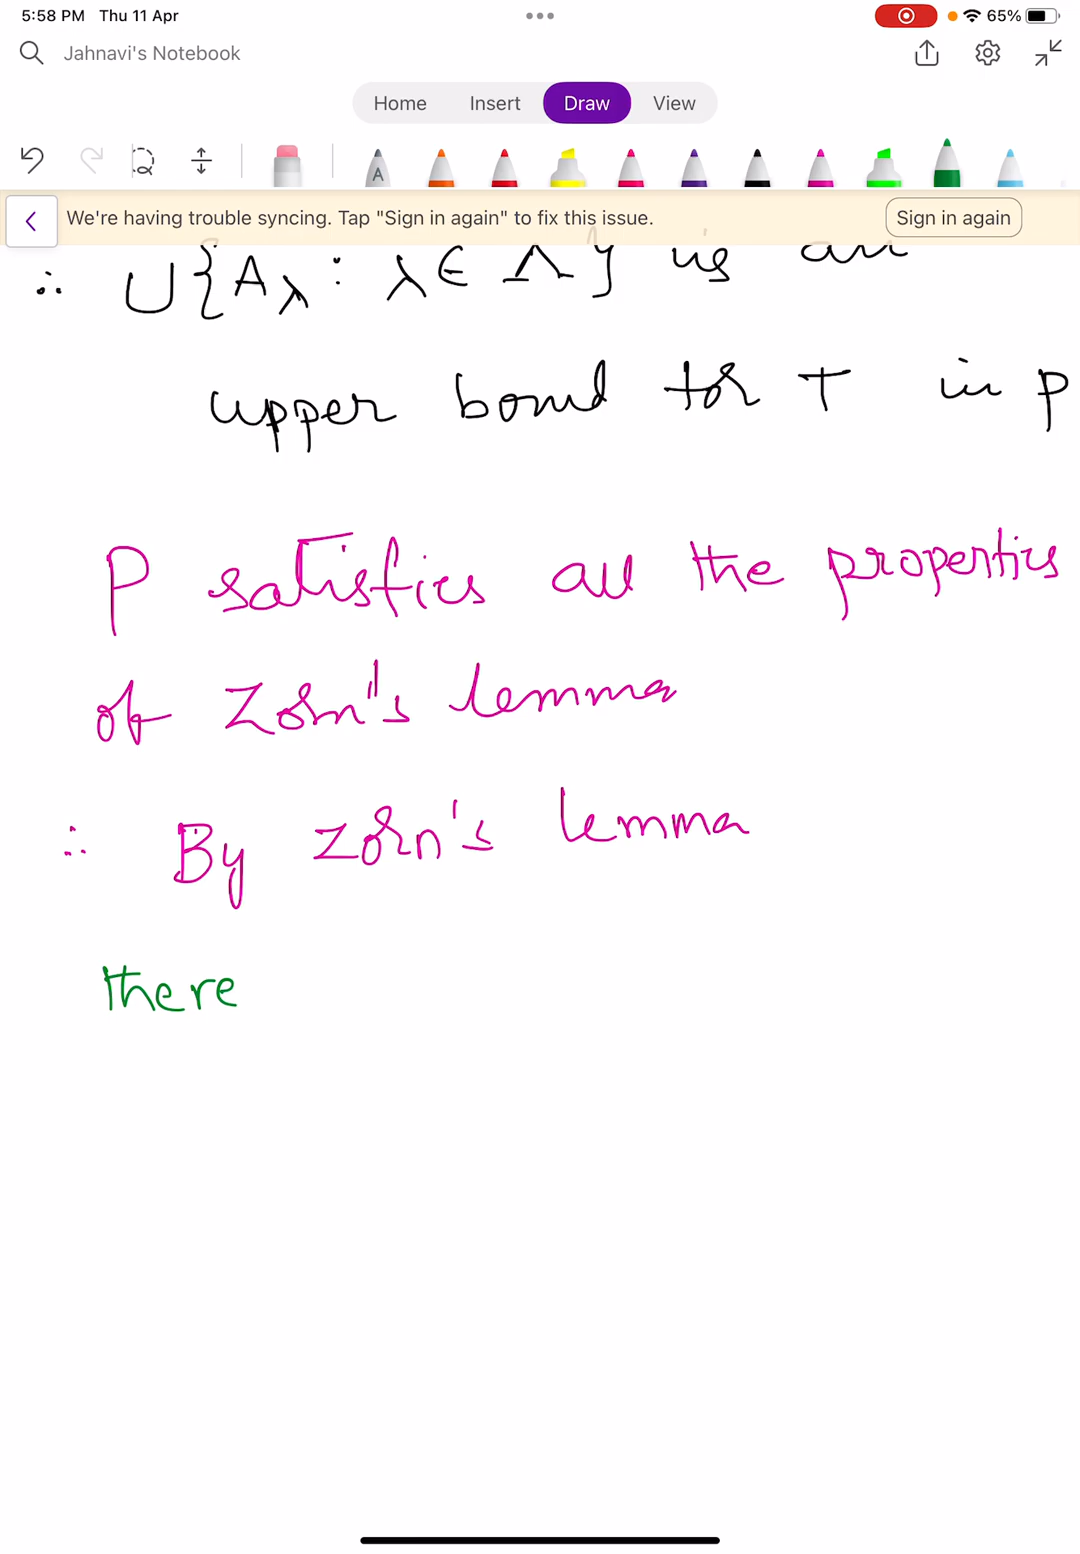 5:58 PM Thu 11 Apr
65%
Jahnavi's Notebook
Home Insert Draw View
A
We're having trouble syncing. Tap "Sign in again" to fix this issue. Sign in again
∴ ∪{Aλ : λ ∈ Λ} is an
upper bond for T in P
P satisfies all the properties
of Zorn's lemma
∴ By Zorn's lemma
there